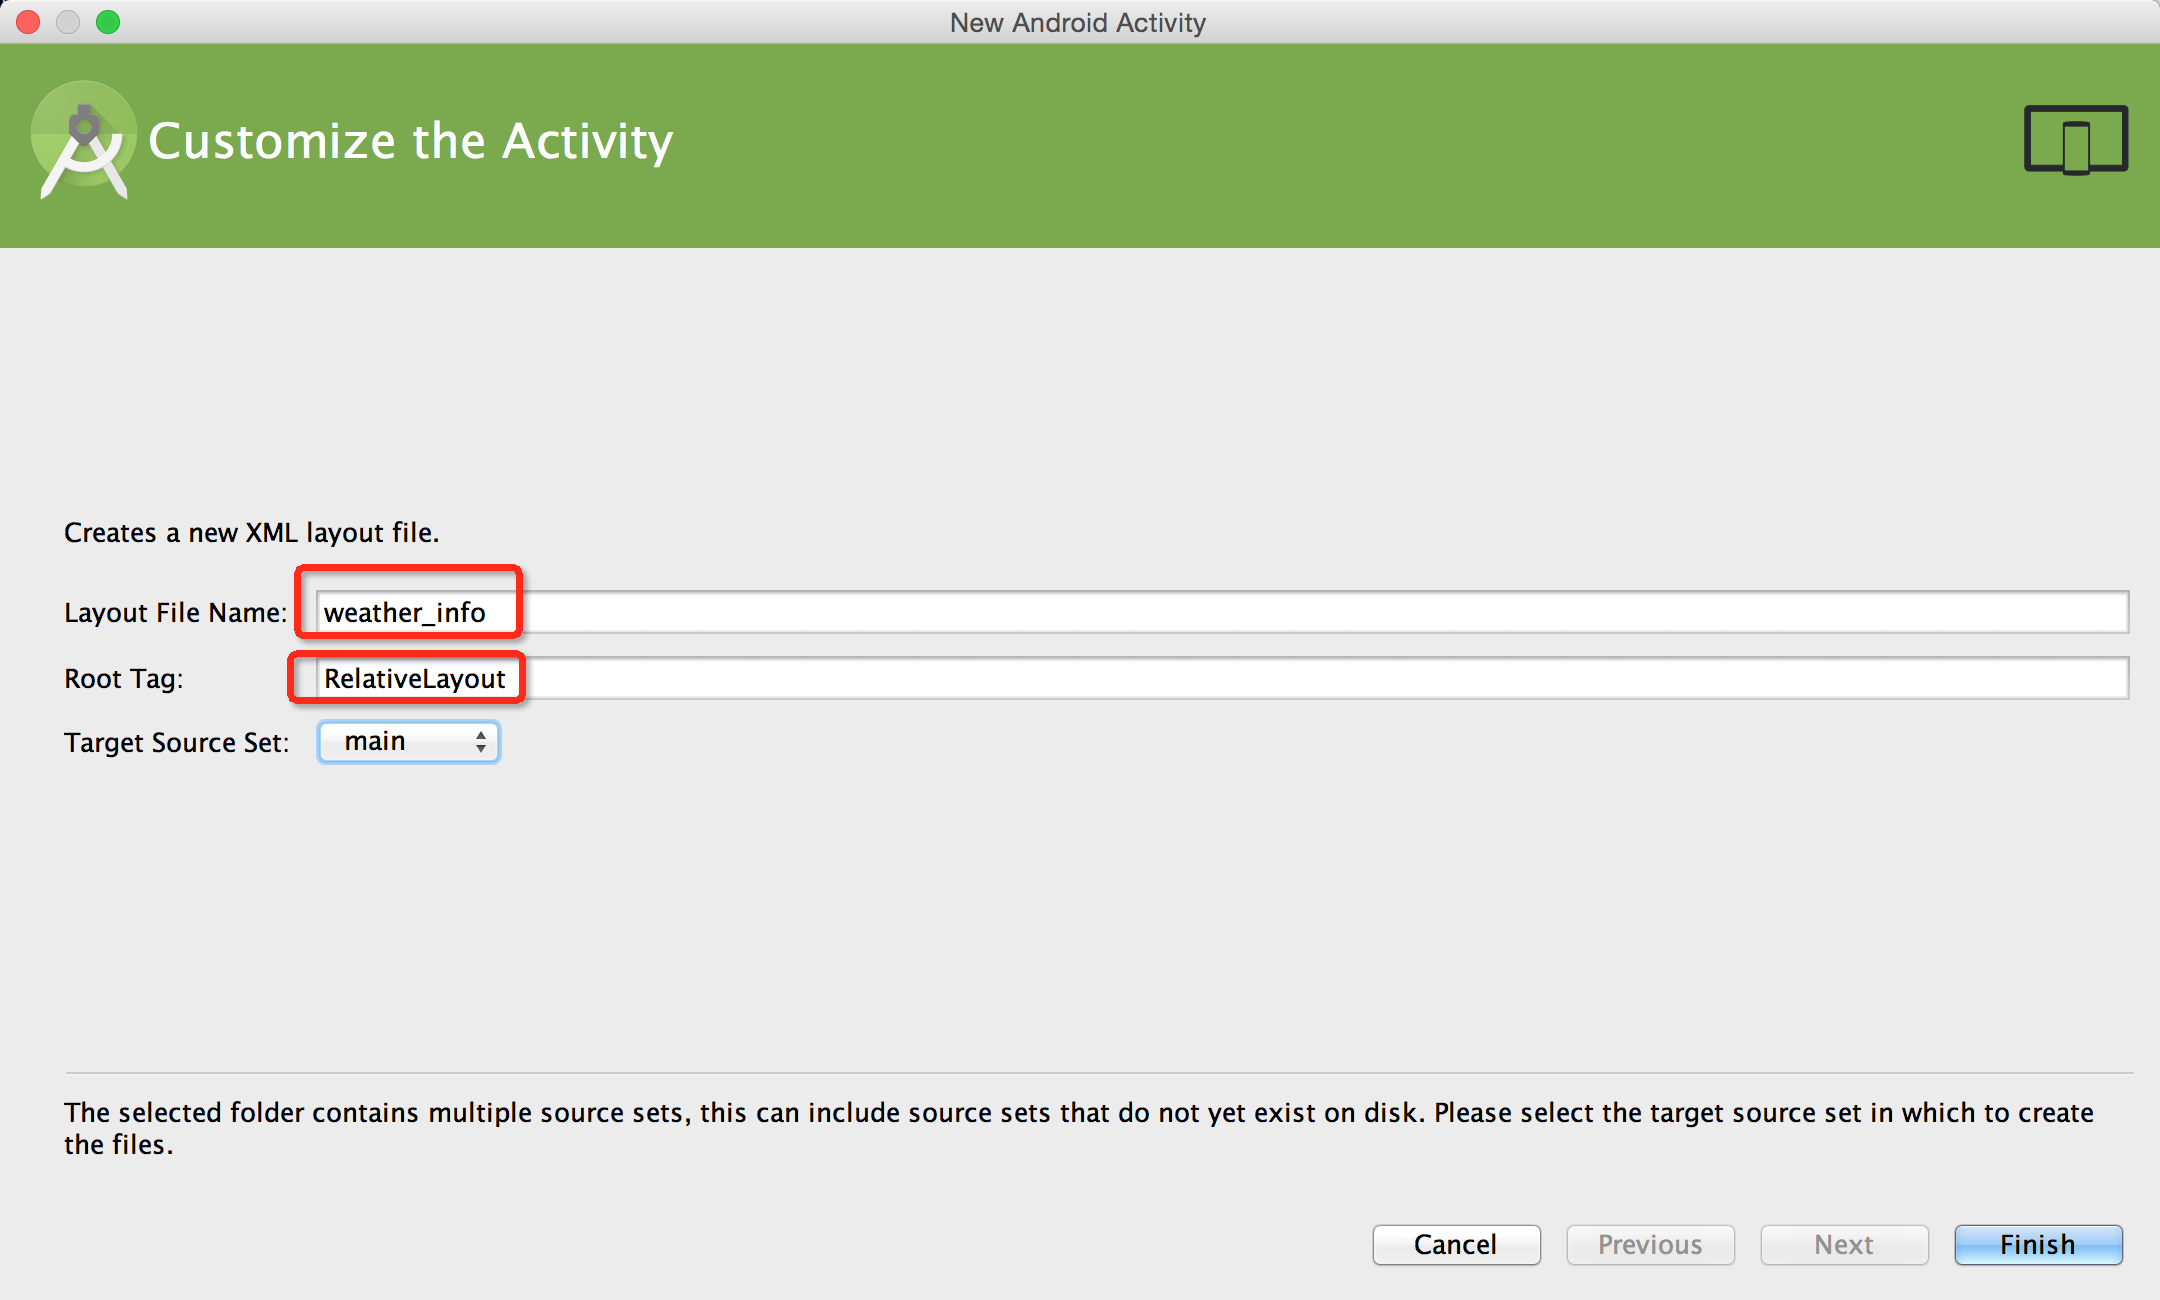 New Android Activity
Customize the Activity
Creates a new XML layout file.
Layout File Name: weather_info
Root Tag: RelativeLayout
Target Source Set: main
The selected folder contains multiple source sets, this can include source sets that do not yet exist on disk. Please select the target source set in which to create
the files.
Cancel Previous Next Finish